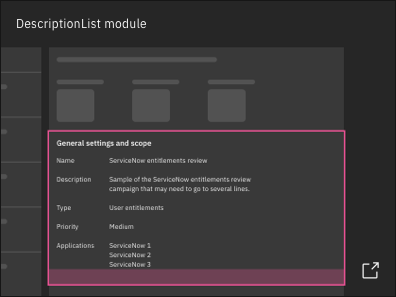 DescriptionList module
General settings and scope
Name ServiceNow entitlements review
Description Sample of the ServiceNow entitlements review
campaign that may need to go to several lines.
Type User entitlements
Priority Medium
Applications ServiceNow 1
ServiceNow 2
ServiceNow 3